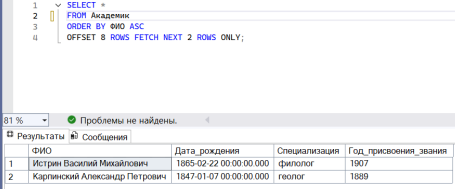 1 SELECT *
2 FROM Академик
3 ORDER BY ФИО ASC
4 OFFSET 8 ROWS FETCH NEXT 2 ROWS ONLY;
81 % Проблемы не найдены.
Результаты Сообщения
ФИО Дата_рождения Специализация Год_присвоения_звания
1 Истрин Василий Михайлович 1865-02-22 00:00:00.000 филолог 1907
2 Карпинский Александр Петрович 1847-01-07 00:00:00.000 геолог 1889